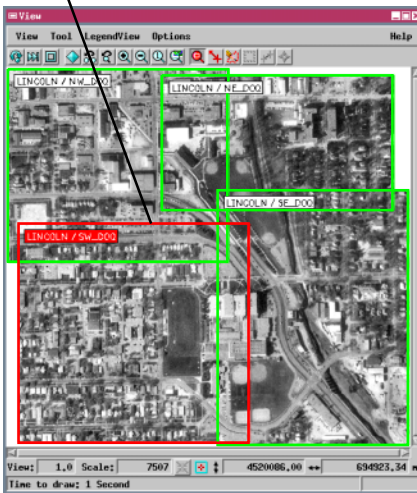 View
View Tool LegendView Options Help
LINCOLN / NW_DOQ
LINCOLN / NE_DOQ
LINCOLN / SE_DOQ
LINCOLN / SW_DOQ
View: 1.0 Scale: 7507 4520086.00 694923.34 m
Time to draw: 1 Second